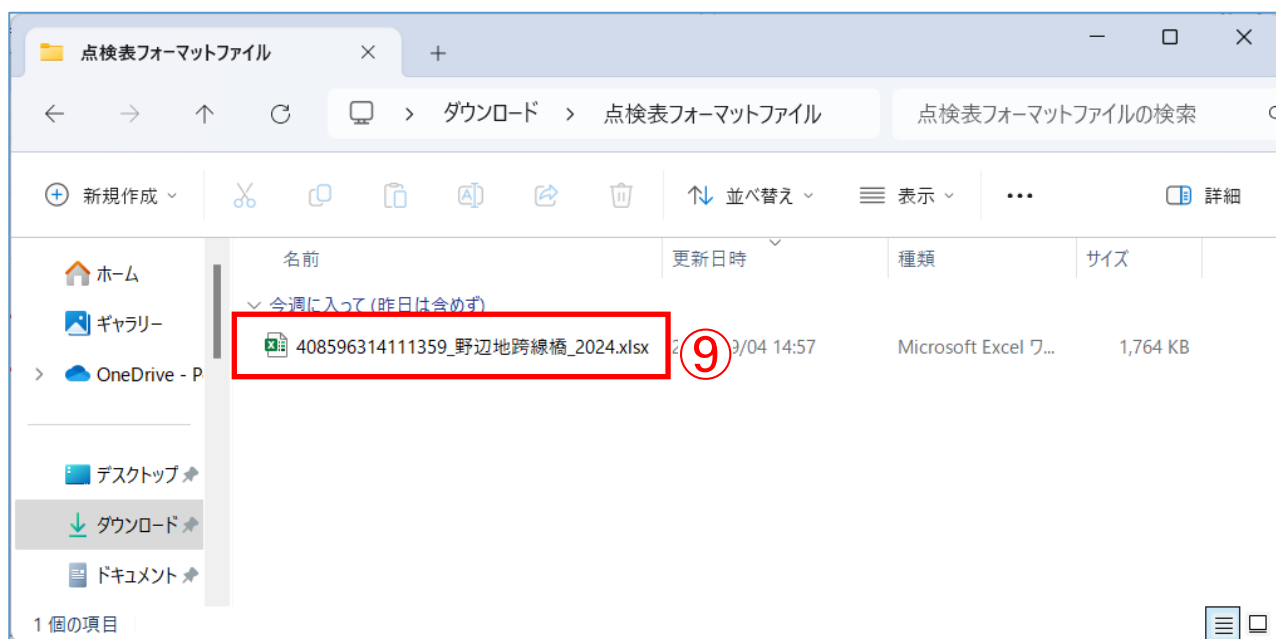 点検表フォーマットファイル
ダウンロード > 点検表フォーマットファイル
点検表フォーマットファイルの検索
新規作成
並べ替え
表示
詳細
名前
更新日時
種類
サイズ
ホーム
ギャラリー
OneDrive - P
デスクトップ
ダウンロード
ドキュメント
今週に入って (昨日は含めず)
408596314111359_野辺地跨線橋_2024.xlsx
⑨
9/04 14:57
Microsoft Excel ワ...
1,764 KB
1 個の項目